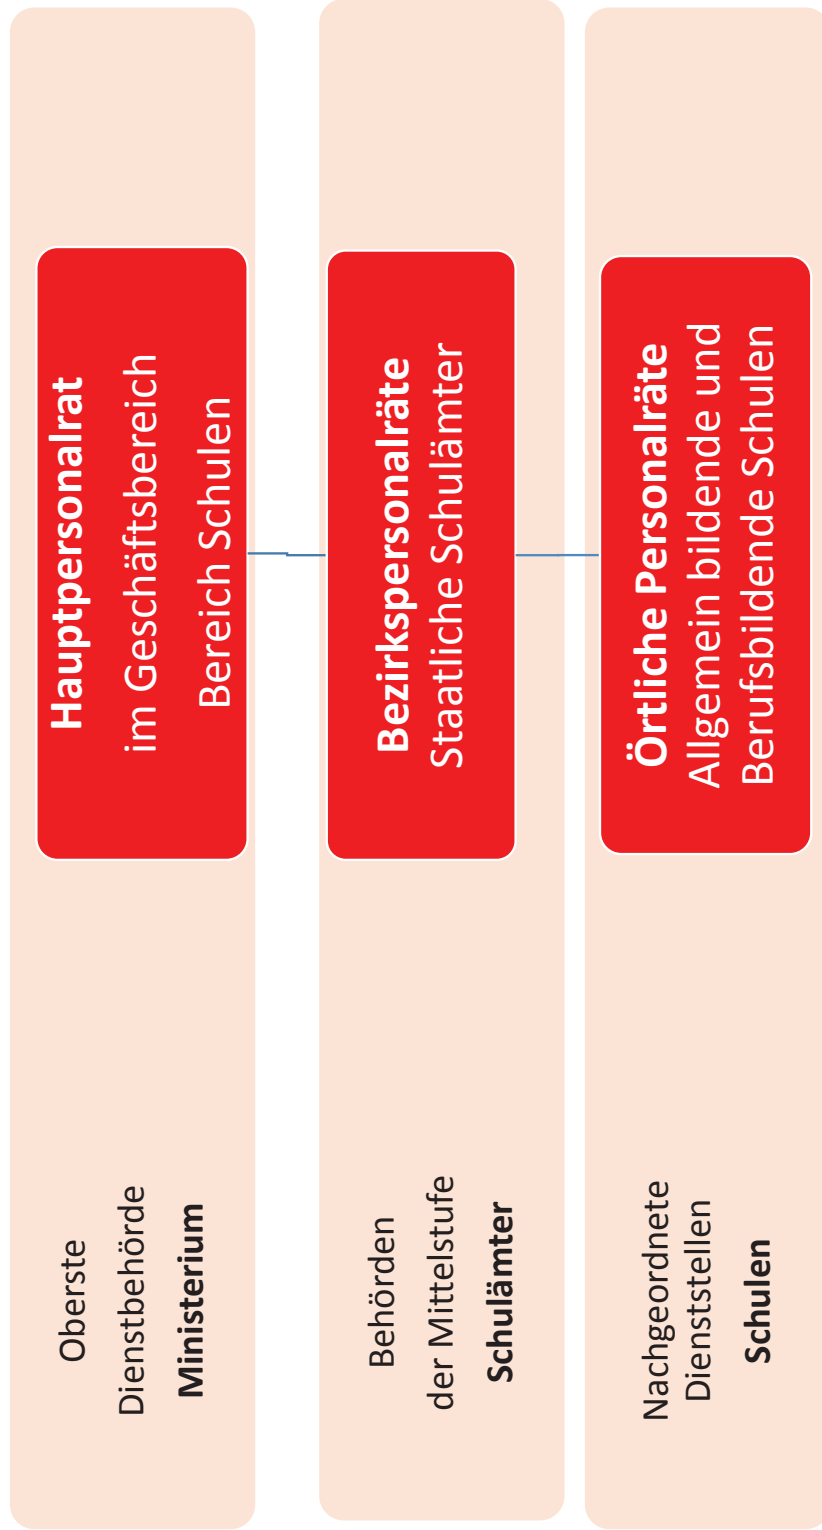 Oberste
Dienstbehörde
Ministerium
Hauptpersonalrat
im Geschäftsbereich
Bereich Schulen
Behörden
der Mittelstufe
Schulämter
Bezirkspersonalräte
Staatliche Schulämter
Nachgeordnete
Dienststellen
Schulen
Örtliche Personalräte
Allgemein bildende und
Berufsbildende Schulen